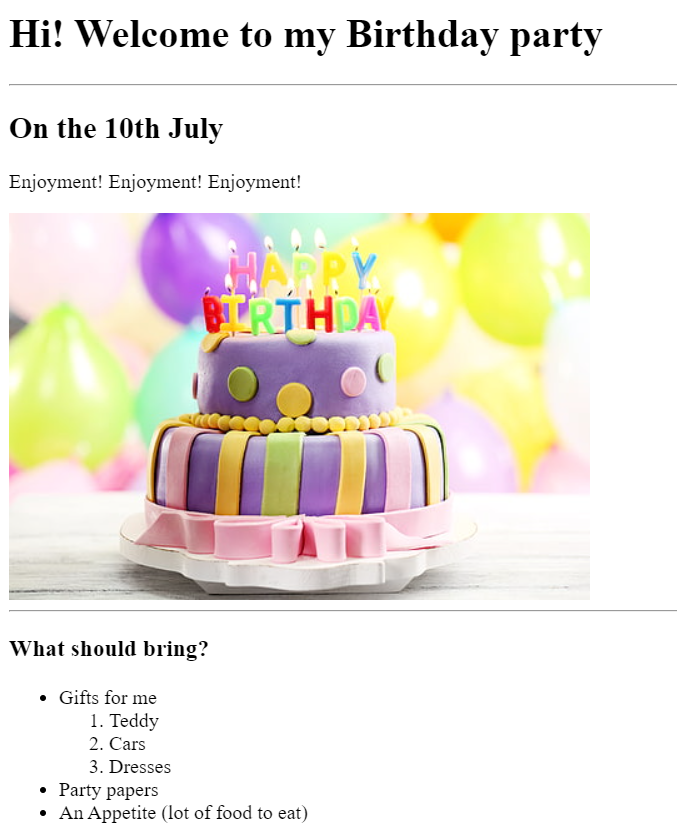 Hi! Welcome to my Birthday party
On the 10th July
Enjoyment! Enjoyment! Enjoyment!
HAPPY
BIRTHDAY
What should bring?
• Gifts for me
1. Teddy
2. Cars
3. Dresses
• Party papers
• An Appetite (lot of food to eat)